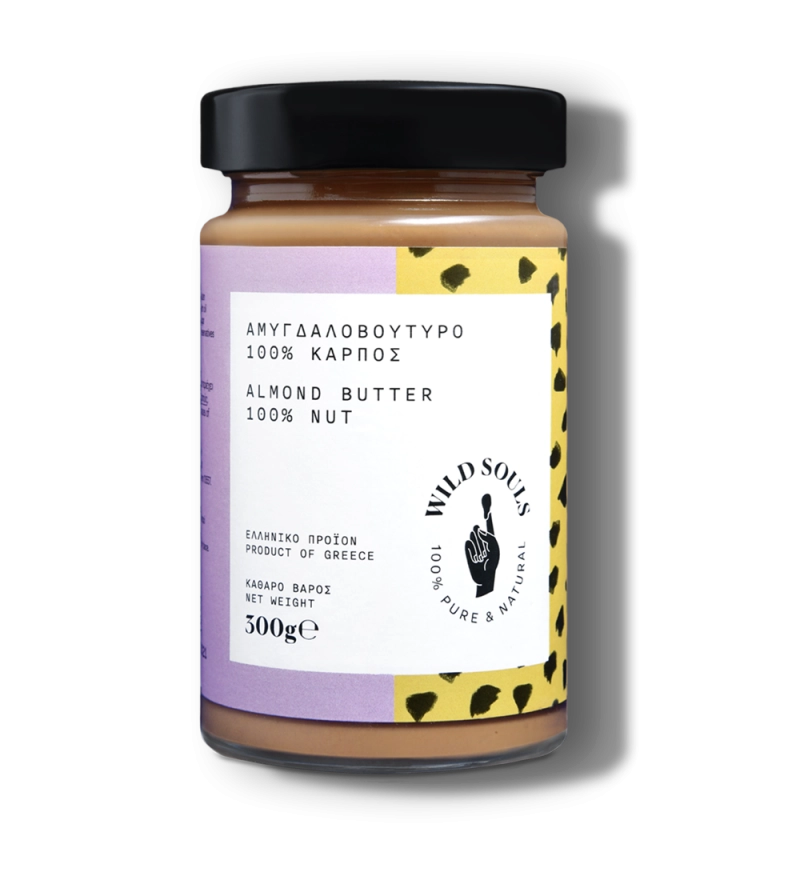 ΑΜΥΓΔΑΛΟΒΟΥΤΥΡΟ
100% ΚΑΡΠΟΣ
ALMOND BUTTER
100% NUT
WILD SOULS
100% PURE & NATURAL
ΕΛΛΗΝΙΚΟ ΠΡΟΪΟΝ
PRODUCT OF GREECE
ΚΑΘΑΡΟ ΒΑΡΟΣ
NET WEIGHT
300g℮